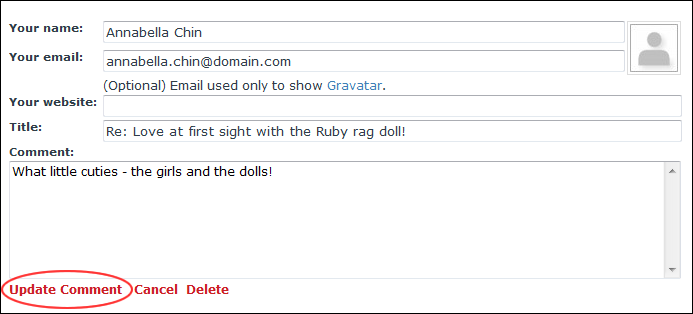 Your name: Annabella Chin
Your email: annabella.chin@domain.com
(Optional) Email used only to show Gravatar.
Your website:
Title: Re: Love at first sight with the Ruby rag doll!
Comment:
What little cuties - the girls and the dolls!
Update Comment Cancel Delete